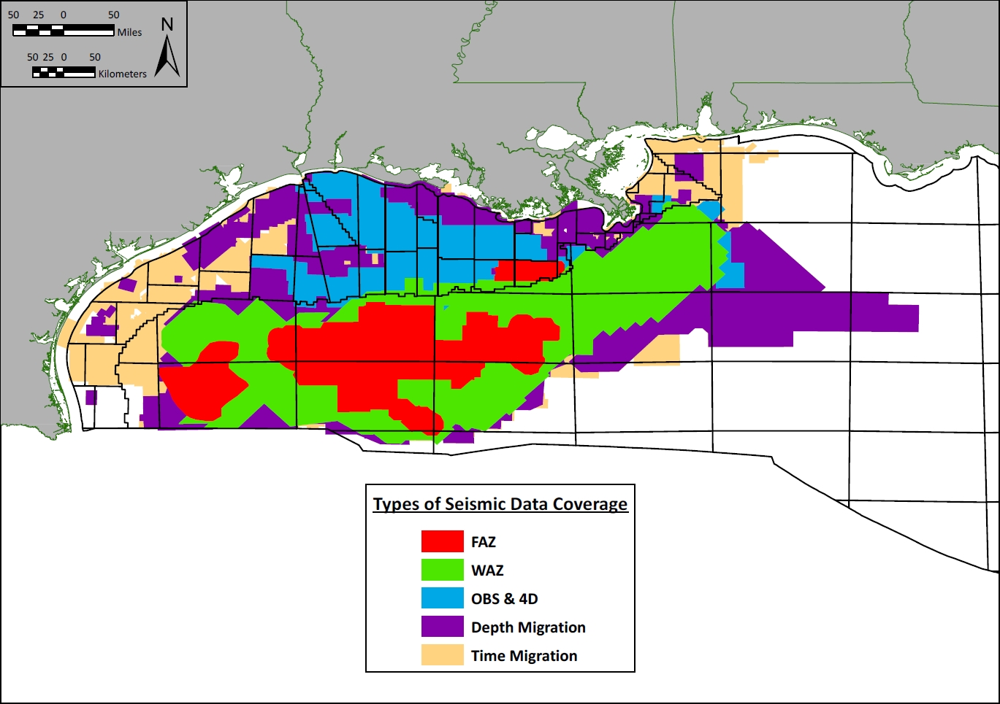 50 25 0 50
Miles
N
50 25 0 50
Kilometers
Types of Seismic Data Coverage
FAZ
WAZ
OBS & 4D
Depth Migration
Time Migration